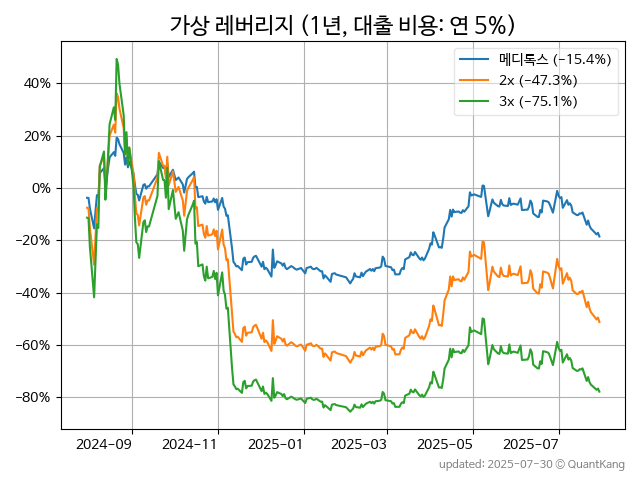 가상 레버리지 (1년, 대출 비용: 연 5%)
메디톡스 (−15.4%)
2x (−47.3%)
3x (−75.1%)
40%
20%
0%
−20%
−40%
−60%
−80%
2024-09
2024-11
2025-01
2025-03
2025-05
2025-07
updated: 2025-07-30 © QuantKang